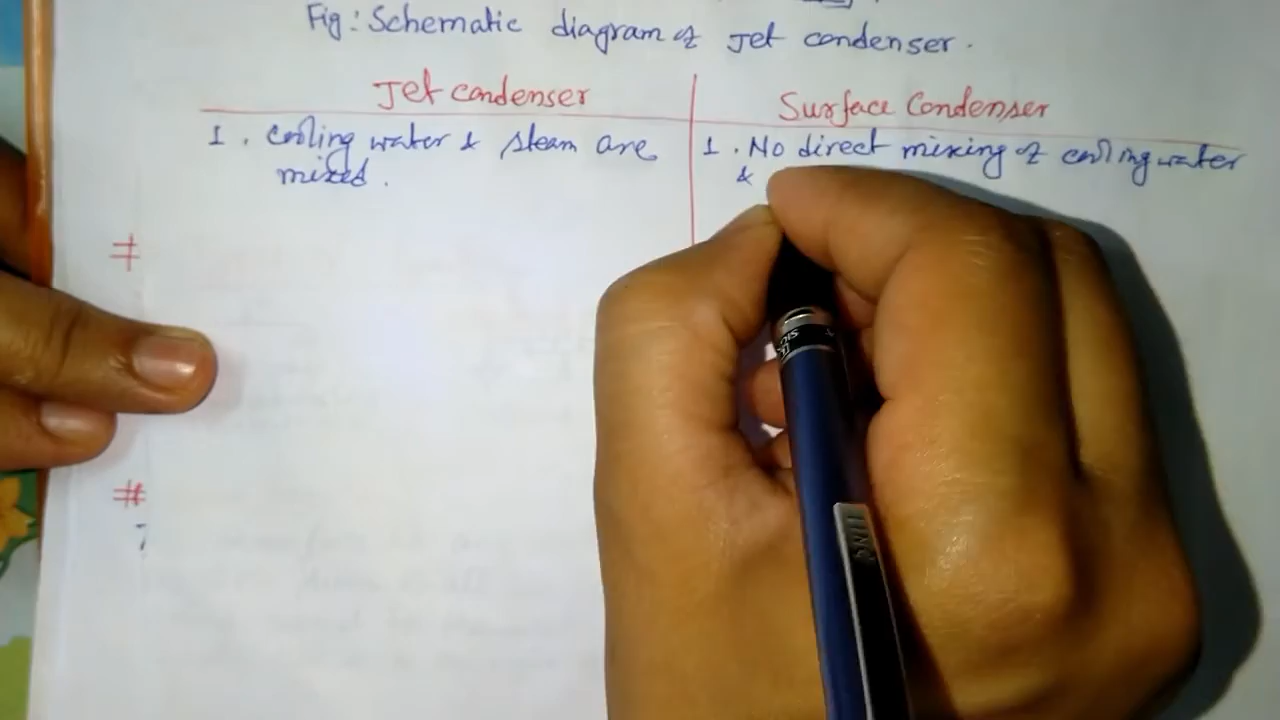 Fig: Schematic diagram of Jet condenser.
Jet condenser
Surface Condenser
1. Cooling water & steam are
mixed.
1. No direct mixing of cooling water
&
#
#
LINC